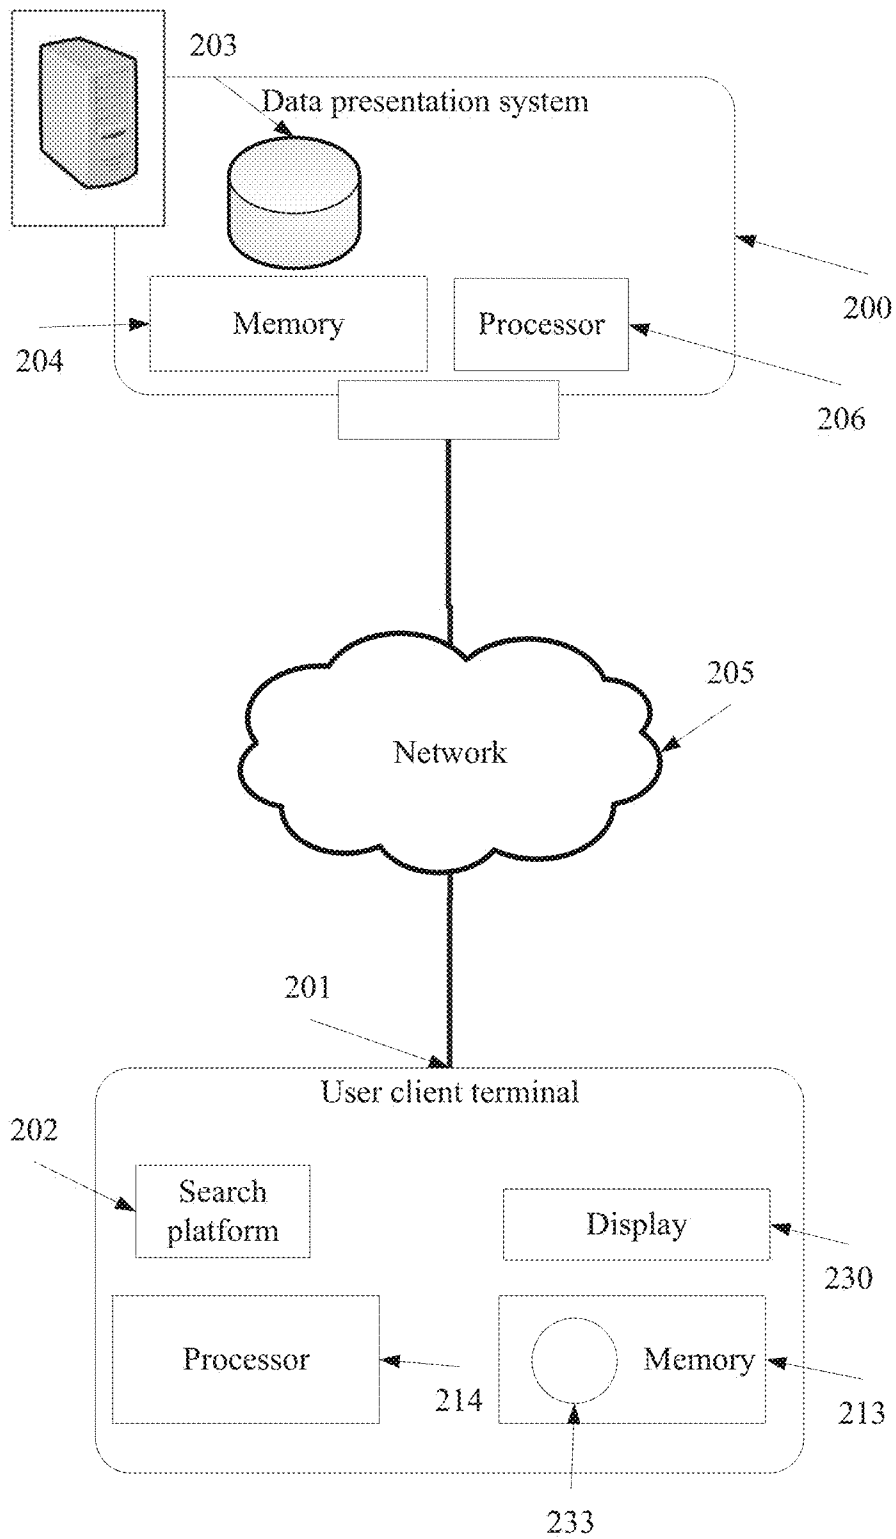 203
Data presentation system
200
Memory
Processor
204
206
205
Network
201
User client terminal
202
Search
platform
Display
230
Processor
Memory
214
213
233